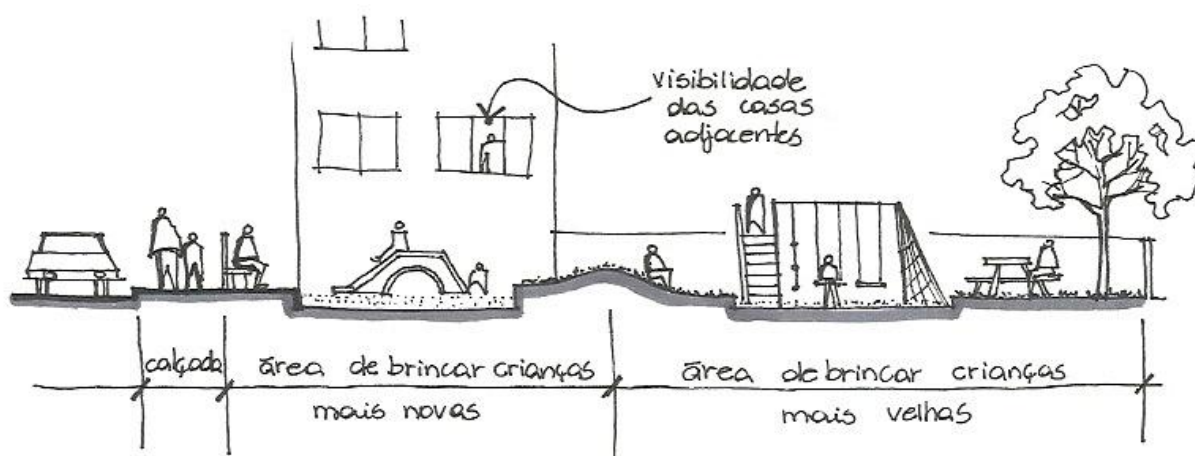 visibilidade
das casas
adjacentes
calçada
área de brincar crianças
mais novas
área de brincar crianças
mais velhas